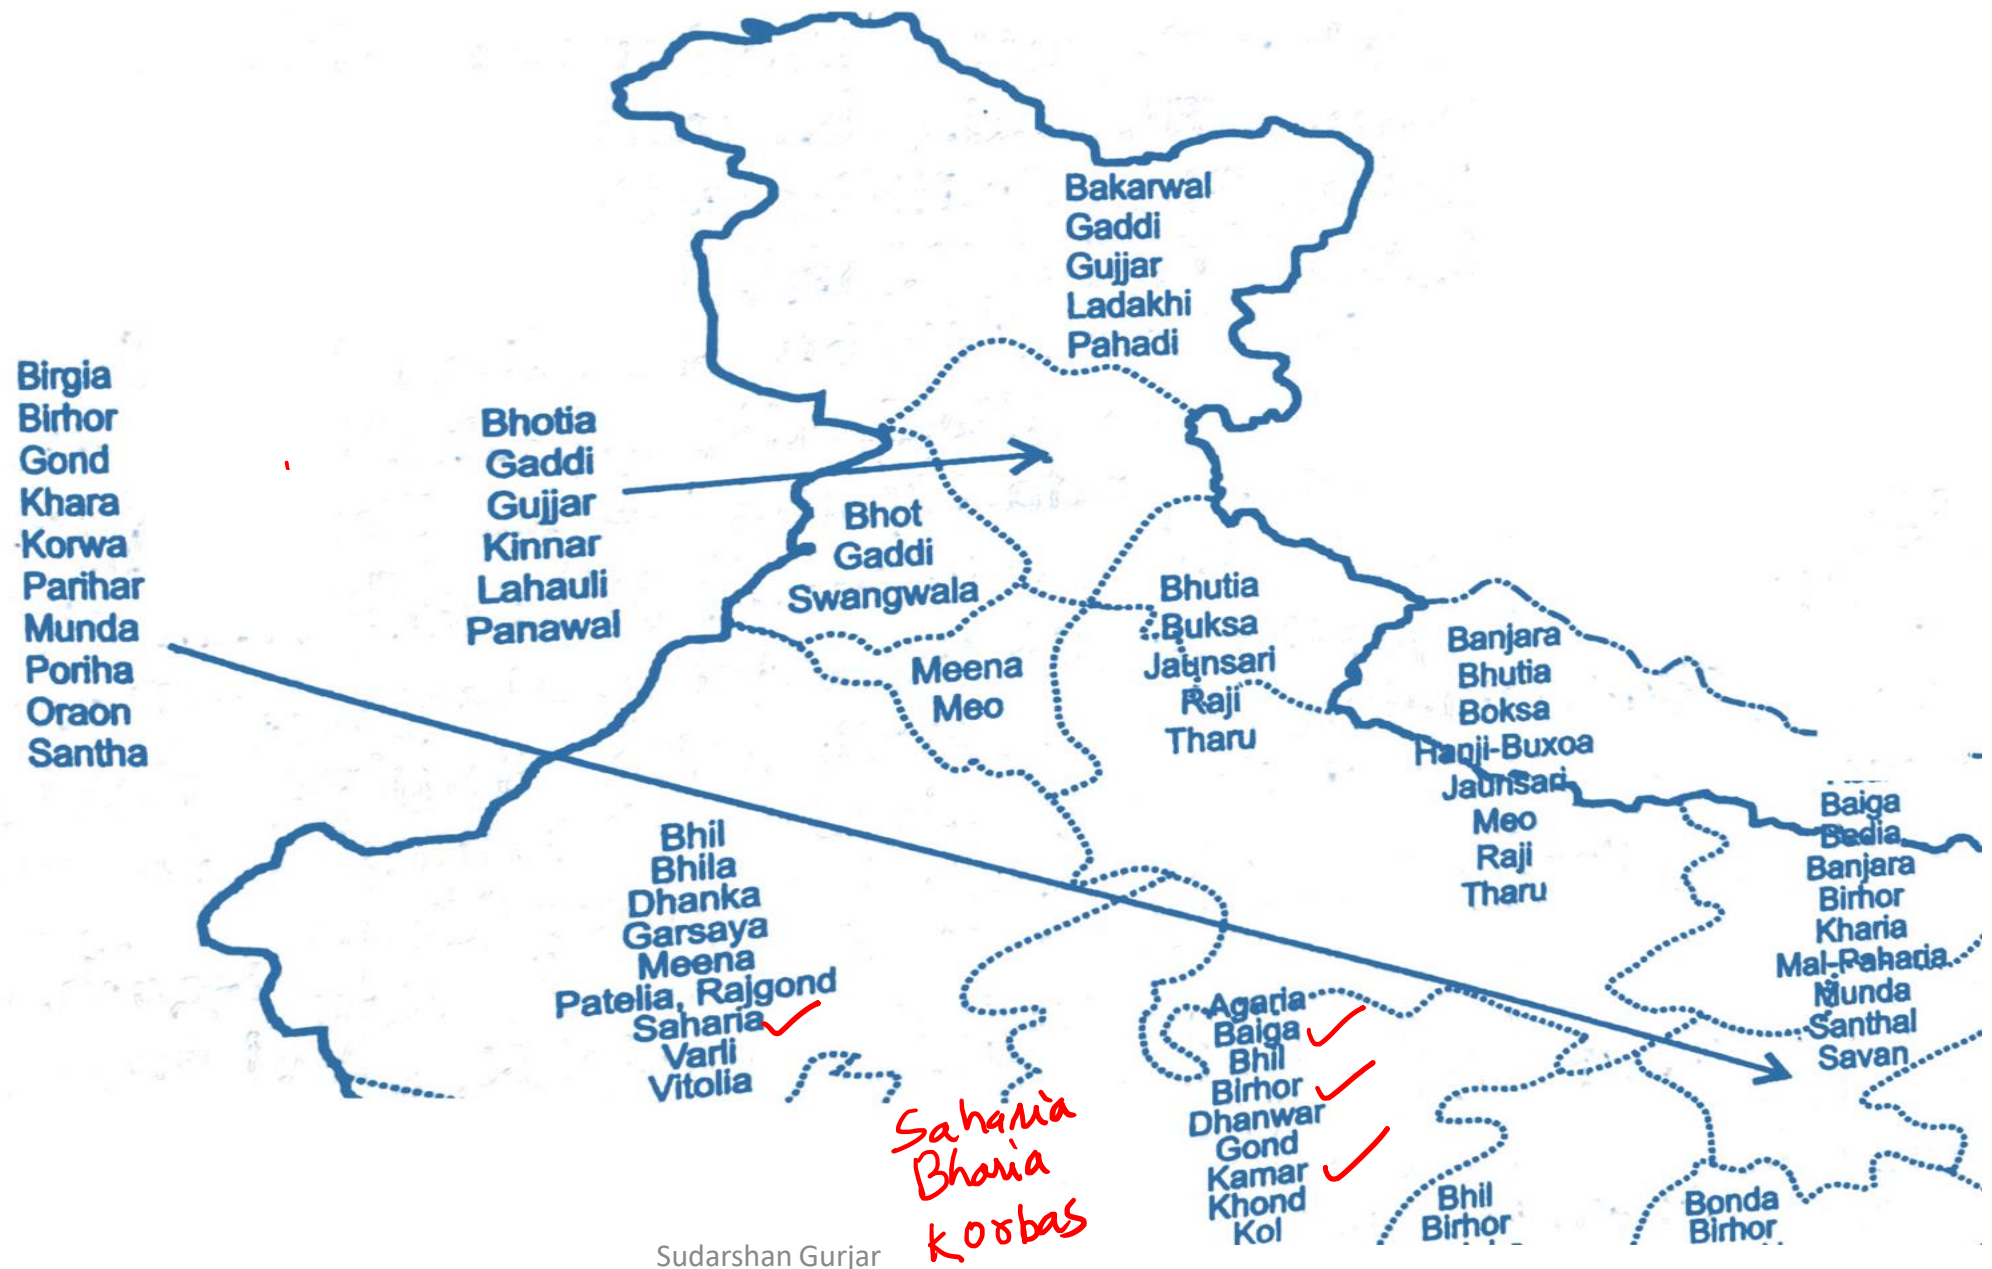 Bakarwal
Gaddi
Gujjar
Ladakhi
Pahadi
Birgia
Birhor
Gond
Khara
Korwa
Parihar
Munda
Poriha
Oraon
Santha
Bhotia
Gaddi
Gujjar
Kinnar
Lahauli
Panawal
Bhot
Gaddi
Swangwala
Meena
Meo
Bhutia
Buksa
Jaunsari
Raji
Tharu
Banjara
Bhutia
Boksa
Hanji-Buxoa
Jaunsari
Meo
Raji
Tharu
Baiga
Bedia
Banjara
Birhor
Kharia
Mal-Paharia
Munda
Santhal
Savan
Bhil
Bhila
Dhanka
Garsaya
Meena
Patelia, Rajgond
Saharia
Varli
Vitolia
Agaria
Baiga
Bhil
Birhor
Dhanwar
Gond
Kamar
Khond
Kol
Saharia
Bharia
Korbas
Bhil
Birhor
Bonda
Birhor
Sudarshan Gurjar